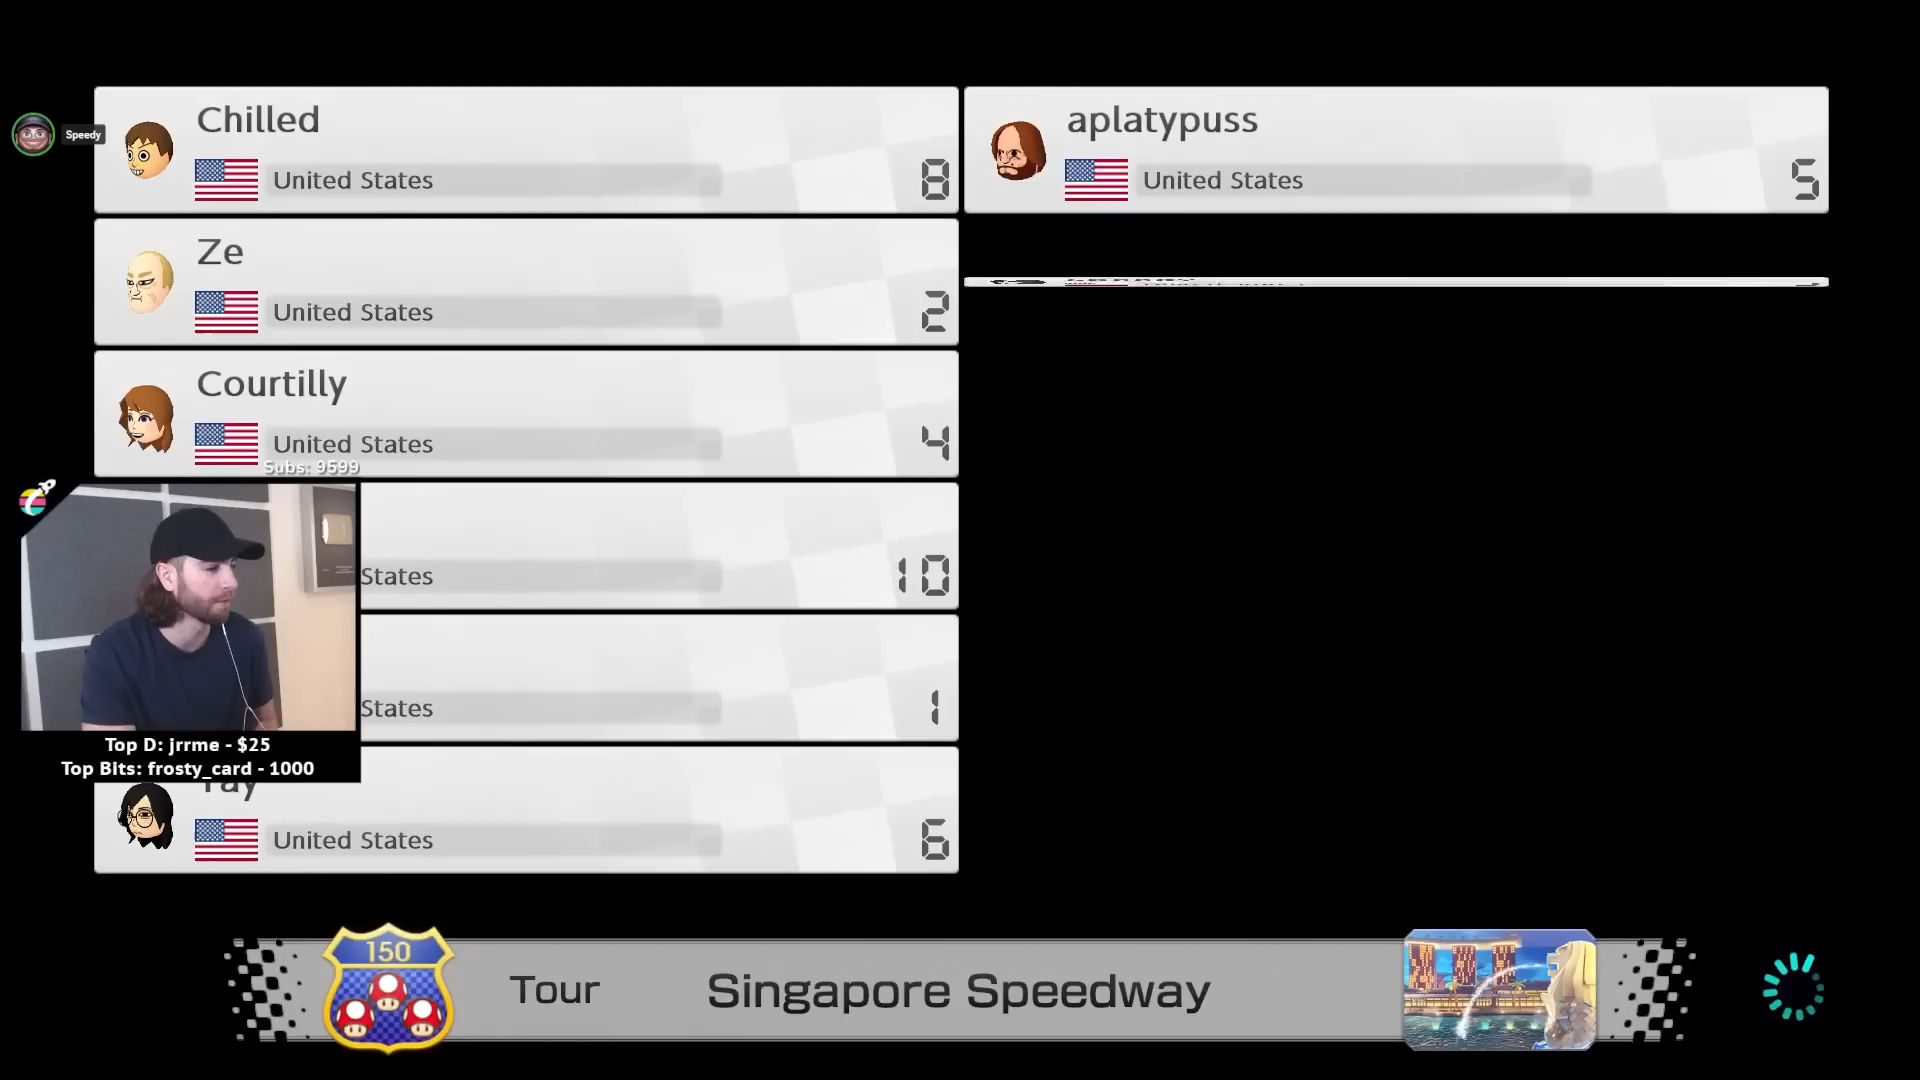 Speedy
Chilled
United States
8
Ze
United States
2
Courtilly
United States
4
Subs: 9599
States
10
States
1
Top D: jrrme - $25
Top Bits: frosty_card - 1000
United States
6
aplatypuss
United States
5
150
Tour
Singapore Speedway